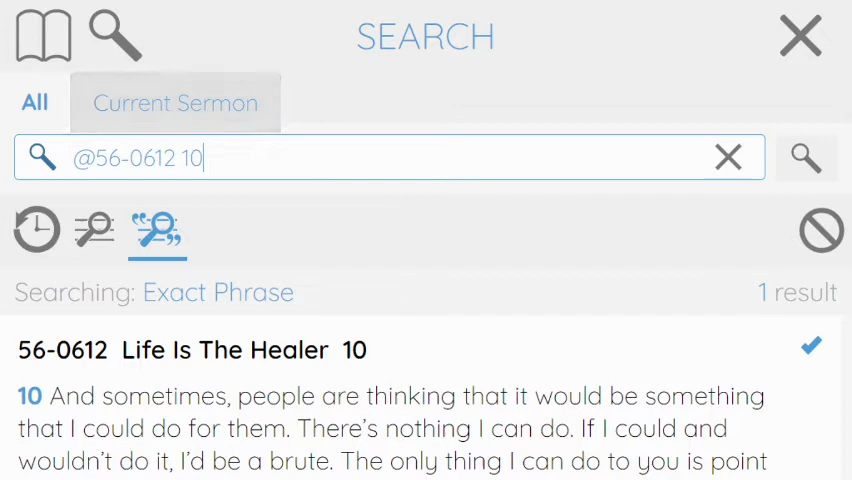 SEARCH
All
Current Sermon
@56-0612 10
Searching: Exact Phrase
1 result
56-0612 Life Is The Healer 10
10 And sometimes, people are thinking that it would be something
that I could do for them. There's nothing I can do. If I could and
wouldn't do it, I'd be a brute. The only thing I can do to you is point